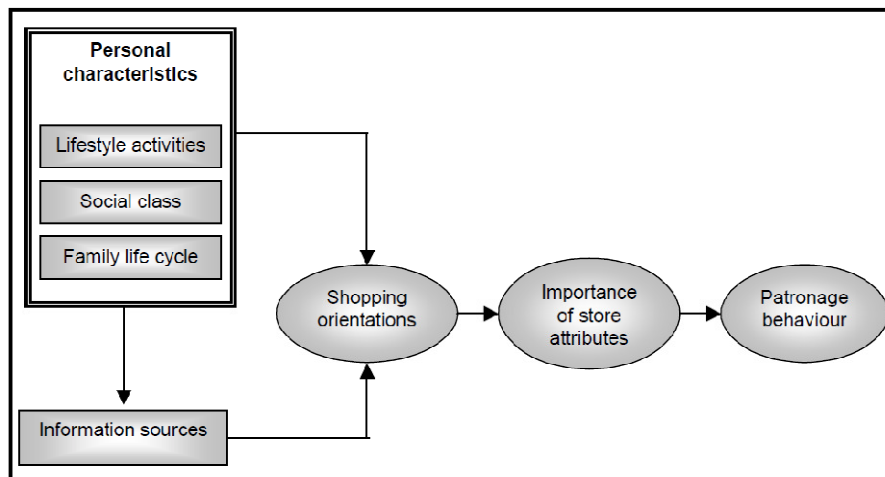 Personal
characteristics
Lifestyle activities
Social class
Family life cycle
Information sources
Shopping
orientations
Importance
of store
attributes
Patronage
behaviour